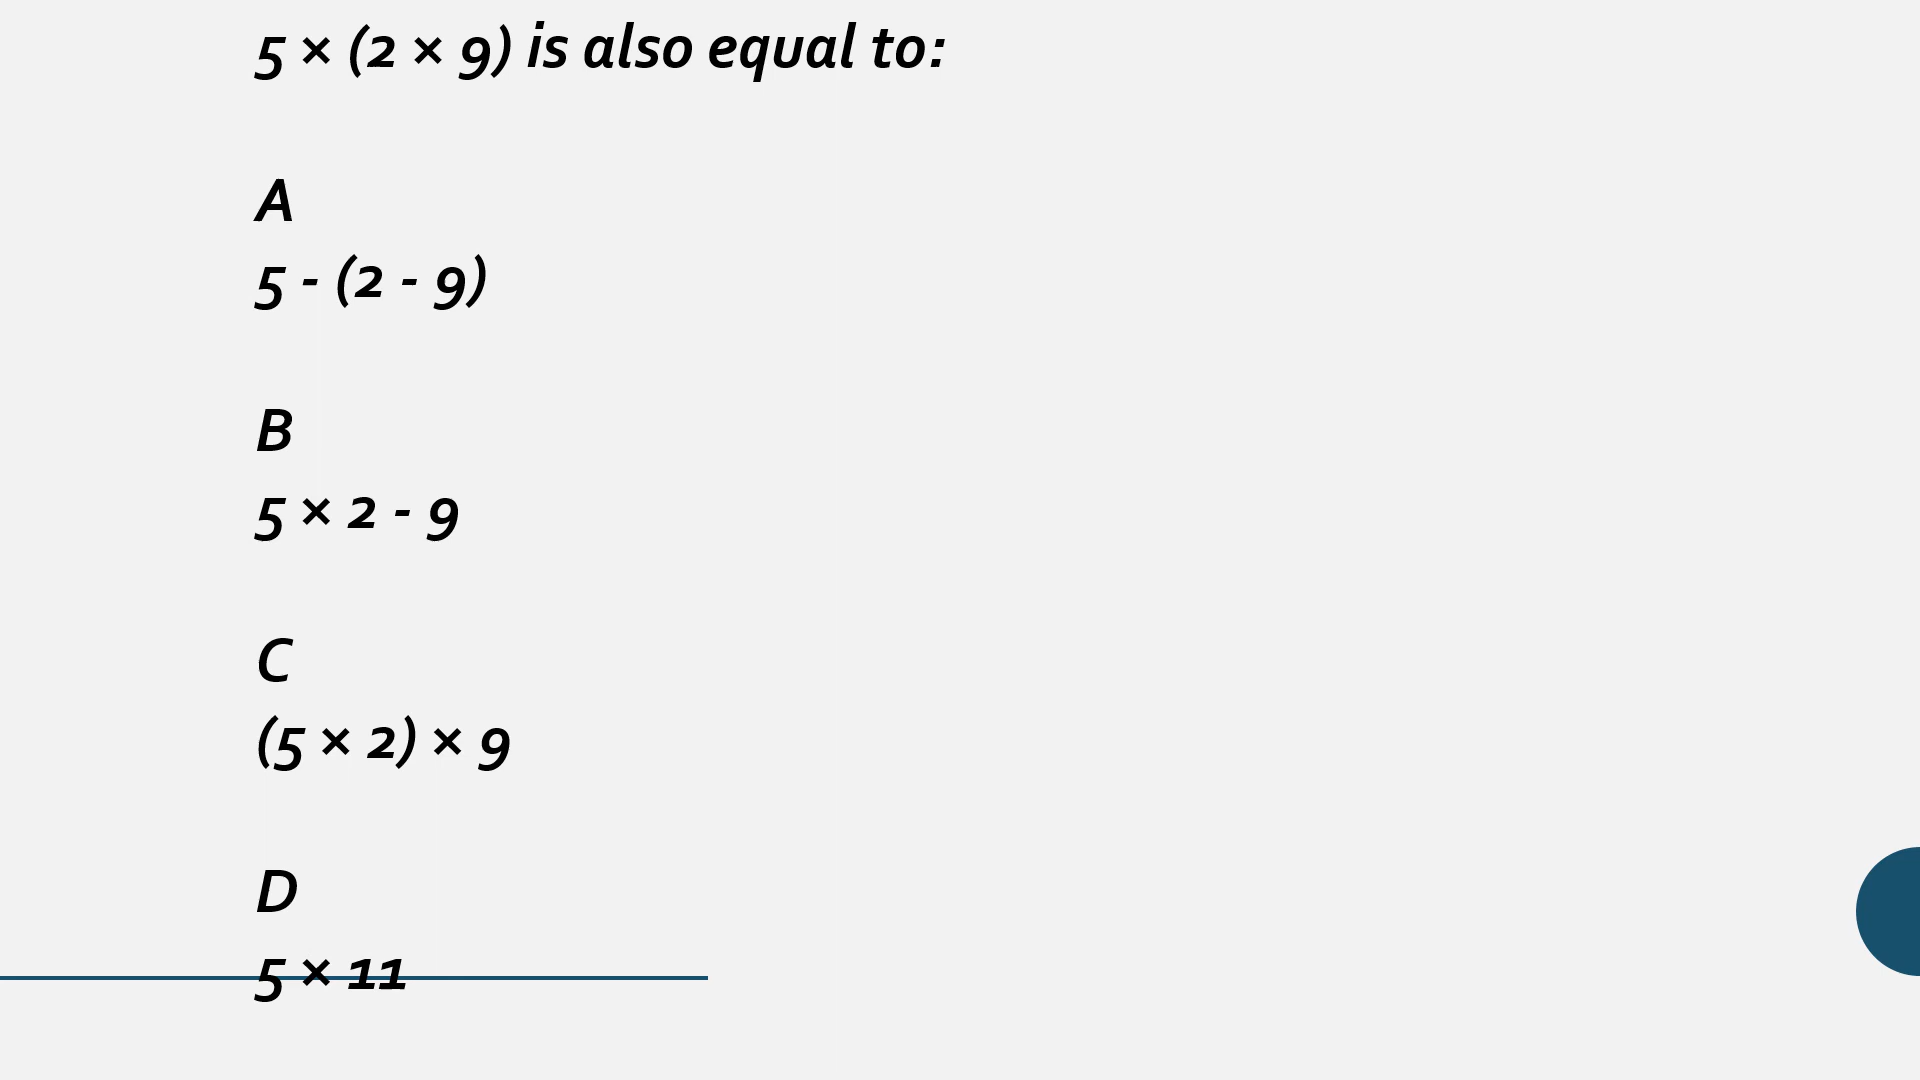 5 × (2 × 9) is also equal to:
A
5 - (2 - 9)
B
5 × 2 - 9
C
(5 × 2) × 9
D
5 × 11